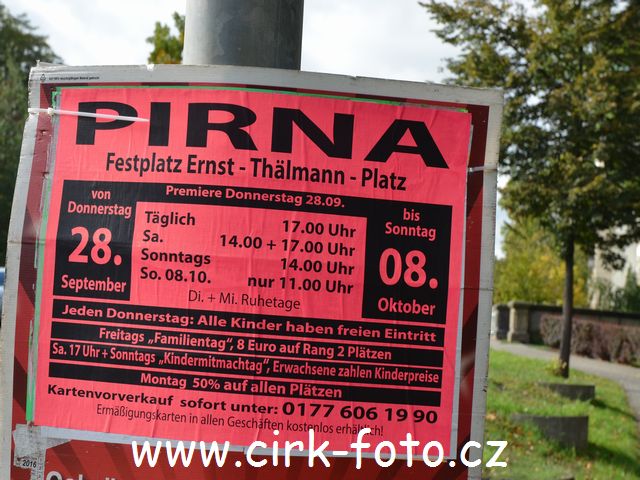 PIRNA
Festplatz Ernst - Thälmann - Platz
Premiere Donnerstag 28.09.
von
Donnerstag
28.
September
Täglich 17.00 Uhr
Sa. 14.00 + 17.00 Uhr
Sonntags 14.00 Uhr
So. 08.10. nur 11.00 Uhr
Di. + Mi. Ruhetage
bis
Sonntag
08.
Oktober
Jeden Donnerstag: Alle Kinder haben freien Eintritt
Freitags „Familientag", 8 Euro auf Rang 2 Plätzen
Sa. 17 Uhr + Sonntags „Kindermitmachtag", Erwachsene zahlen Kinderpreise
Montag 50% auf allen Plätzen
Kartenvorverkauf sofort unter: 0177 606 19 90
Ermäßigungskarten in allen Geschäften kostenlos erhältlich!
www.cirk-foto.cz
2016